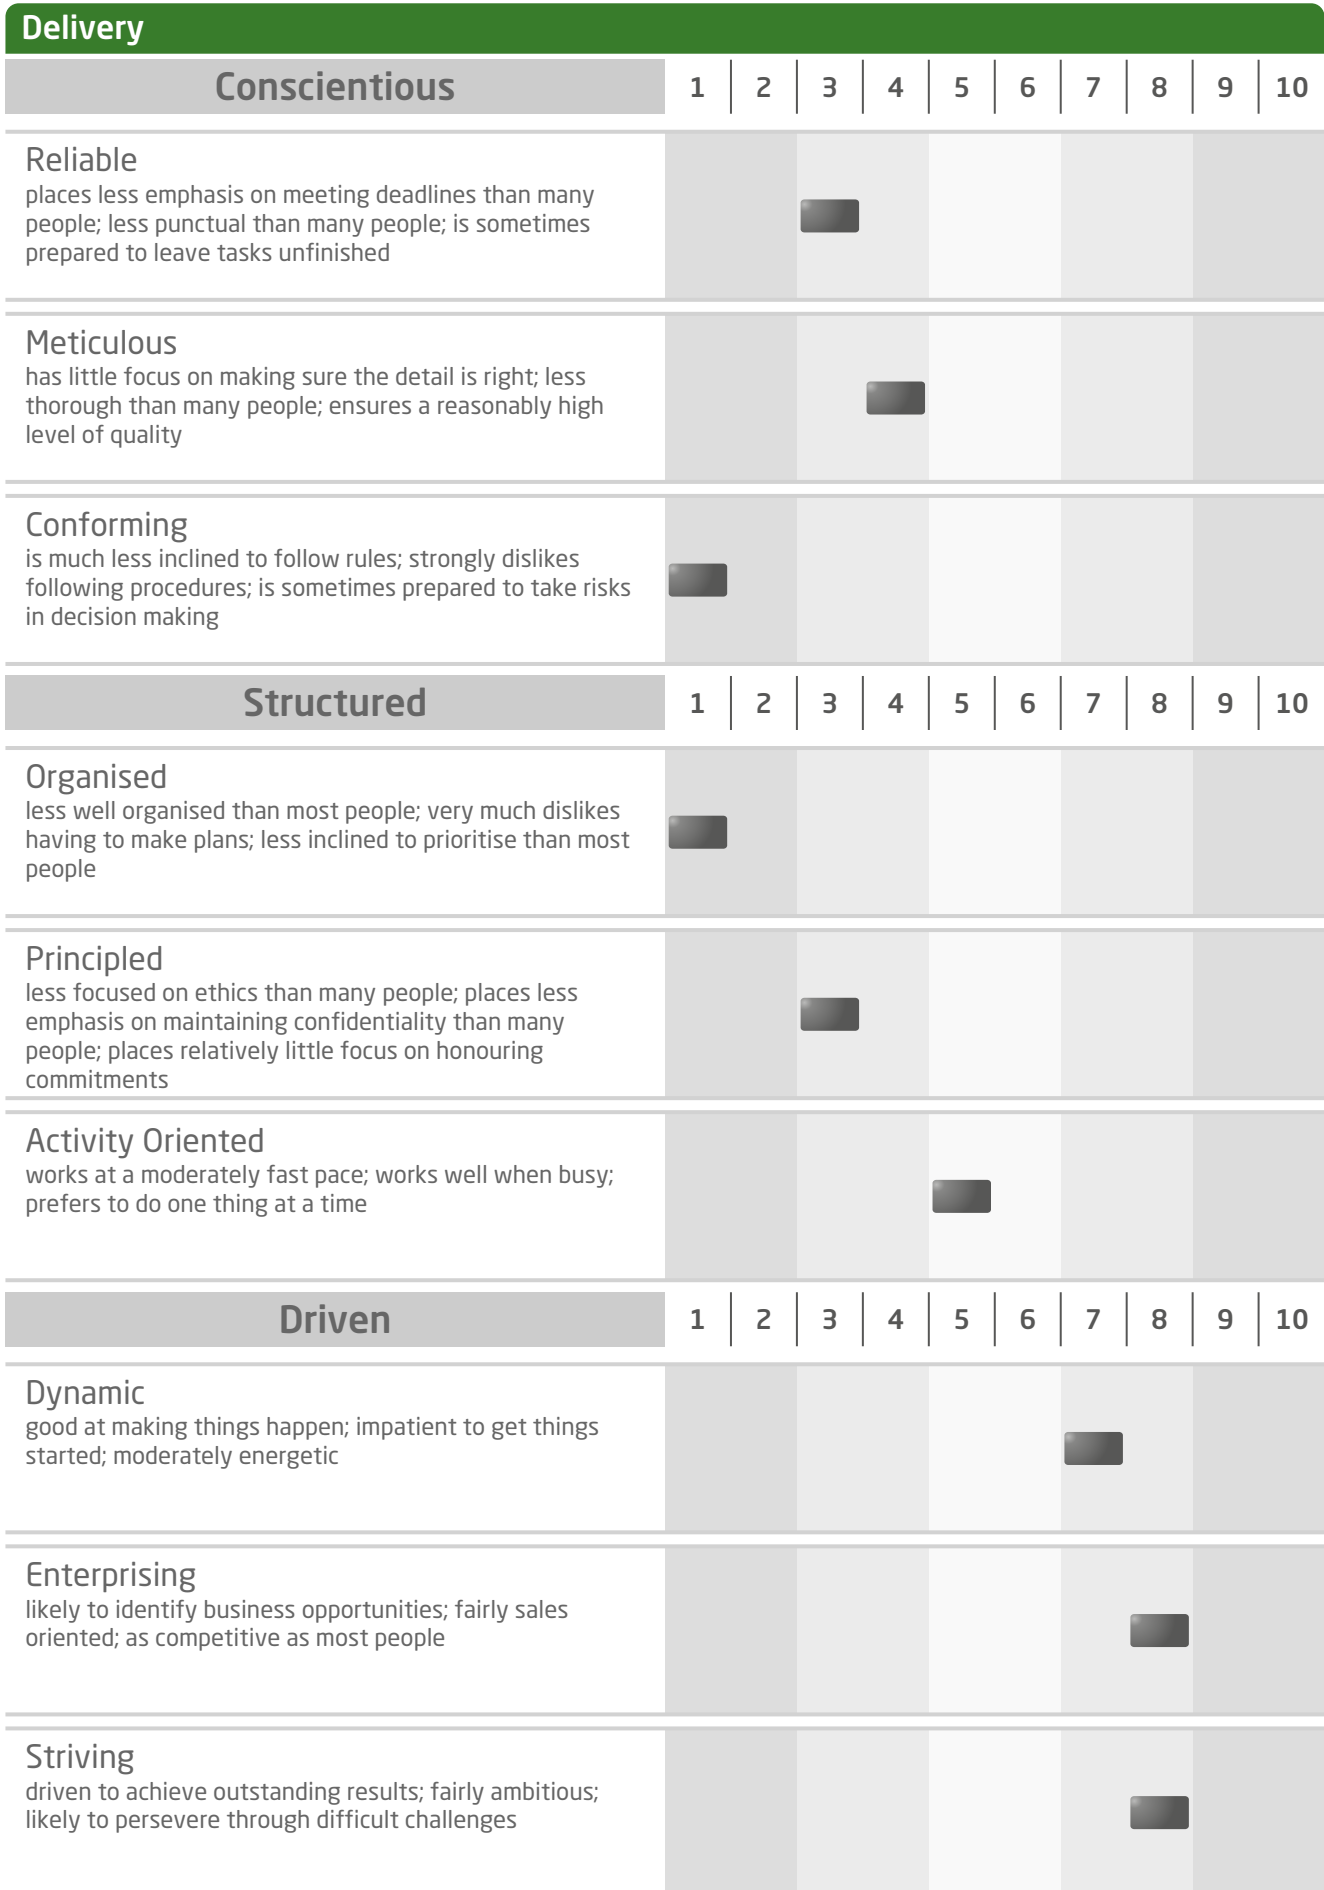 Delivery
Conscientious 1 2 3 4 5 6 7 8 9 10
Reliable
places less emphasis on meeting deadlines than many
people; less punctual than many people; is sometimes
prepared to leave tasks unfinished
Meticulous
has little focus on making sure the detail is right; less
thorough than many people; ensures a reasonably high
level of quality
Conforming
is much less inclined to follow rules; strongly dislikes
following procedures; is sometimes prepared to take risks
in decision making
Structured 1 2 3 4 5 6 7 8 9 10
Organised
less well organised than most people; very much dislikes
having to make plans; less inclined to prioritise than most
people
Principled
less focused on ethics than many people; places less
emphasis on maintaining confidentiality than many
people; places relatively little focus on honouring
commitments
Activity Oriented
works at a moderately fast pace; works well when busy;
prefers to do one thing at a time
Driven 1 2 3 4 5 6 7 8 9 10
Dynamic
good at making things happen; impatient to get things
started; moderately energetic
Enterprising
likely to identify business opportunities; fairly sales
oriented; as competitive as most people
Striving
driven to achieve outstanding results; fairly ambitious;
likely to persevere through difficult challenges